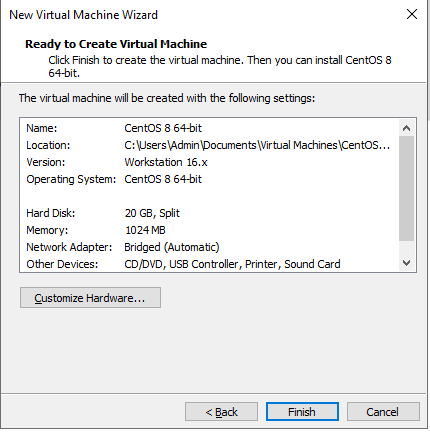 New Virtual Machine Wizard
Ready to Create Virtual Machine
Click Finish to create the virtual machine. Then you can install CentOS 8
64-bit.
The virtual machine will be created with the following settings:
Name: CentOS 8 64-bit
Location: C:\Users\Admin\Documents\Virtual Machines\CentOS...
Version: Workstation 16.x
Operating System: CentOS 8 64-bit
Hard Disk: 20 GB, Split
Memory: 1024 MB
Network Adapter: Bridged (Automatic)
Other Devices: CD/DVD, USB Controller, Printer, Sound Card
Customize Hardware...
< Back Finish Cancel